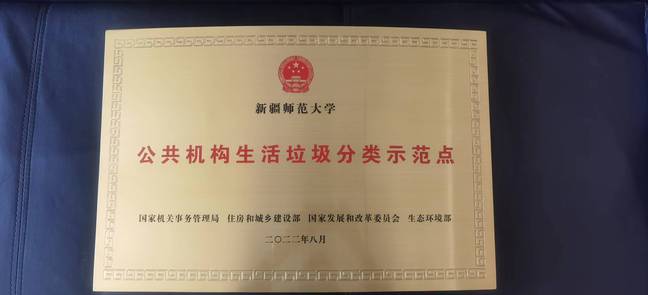 新疆师范大学
公共机构生活垃圾分类示范点
国家机关事务管理局 住房和城乡建设部 国家发展和改革委员会 生态环境部
二〇二二年八月